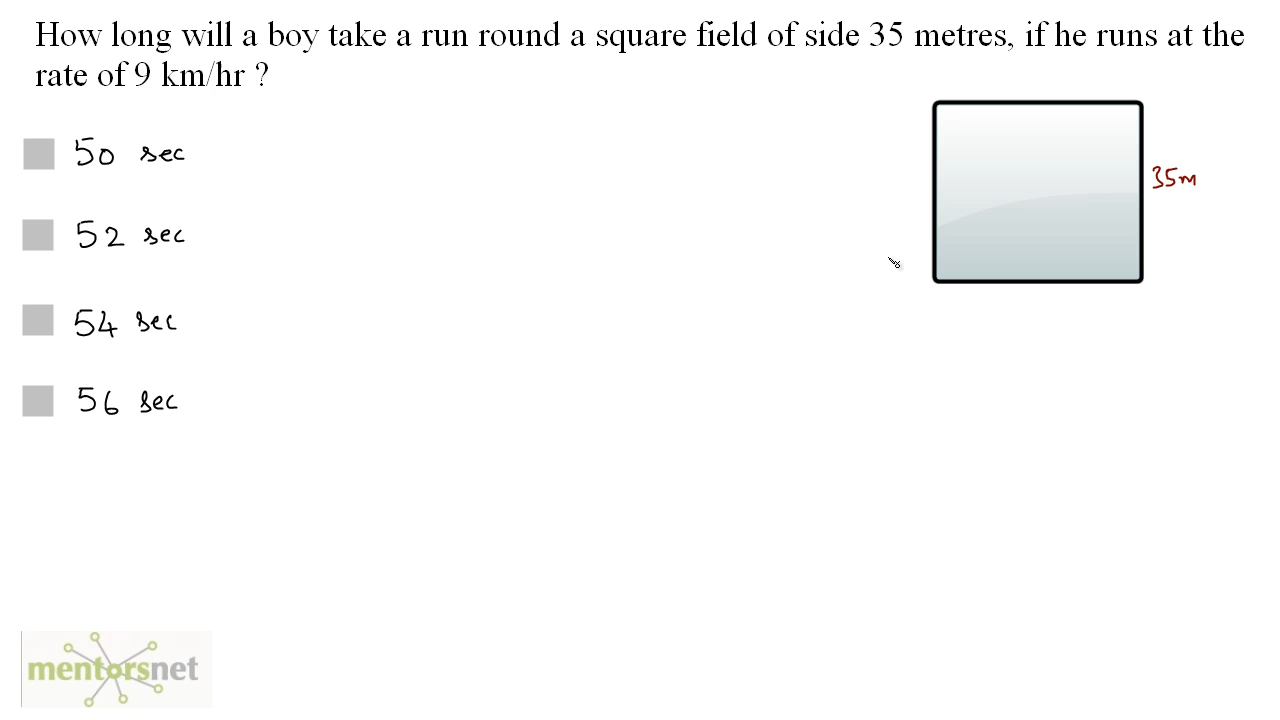 How long will a boy take a run round a square field of side 35 metres, if he runs at the
rate of 9 km/hr ?
50 sec
52 sec
54 sec
56 sec
35m
mentorsnet